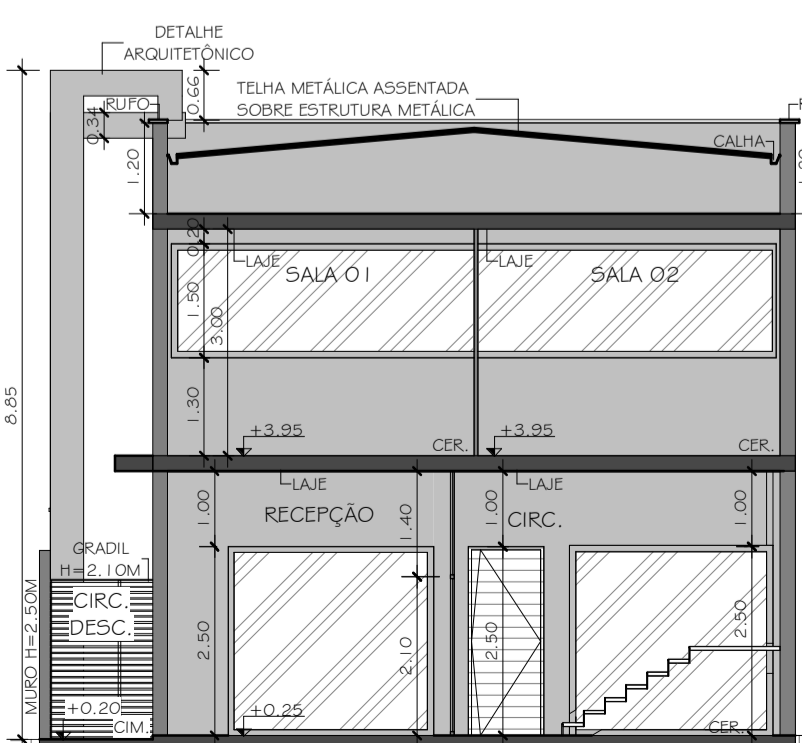 DETALHE
ARQUITETÔNICO
TELHA METÁLICA ASSENTADA
SOBRE ESTRUTURA METÁLICA
0.66
RUFO
0.34
CALHA
1.20
0.20
LAJE
LAJE
SALA 01
SALA 02
1.50
3.00
8.85
1.30
+3.95
+3.95
CER.
CER.
LAJE
LAJE
1.00
RECEPÇÃO
1.40
1.00
CIRC.
1.00
GRADIL
H=2.10M
CIRC.
DESC.
MURO H=2.50M
2.50
2.10
2.50
2.50
+0.20
CIM.
+0.25
CER.